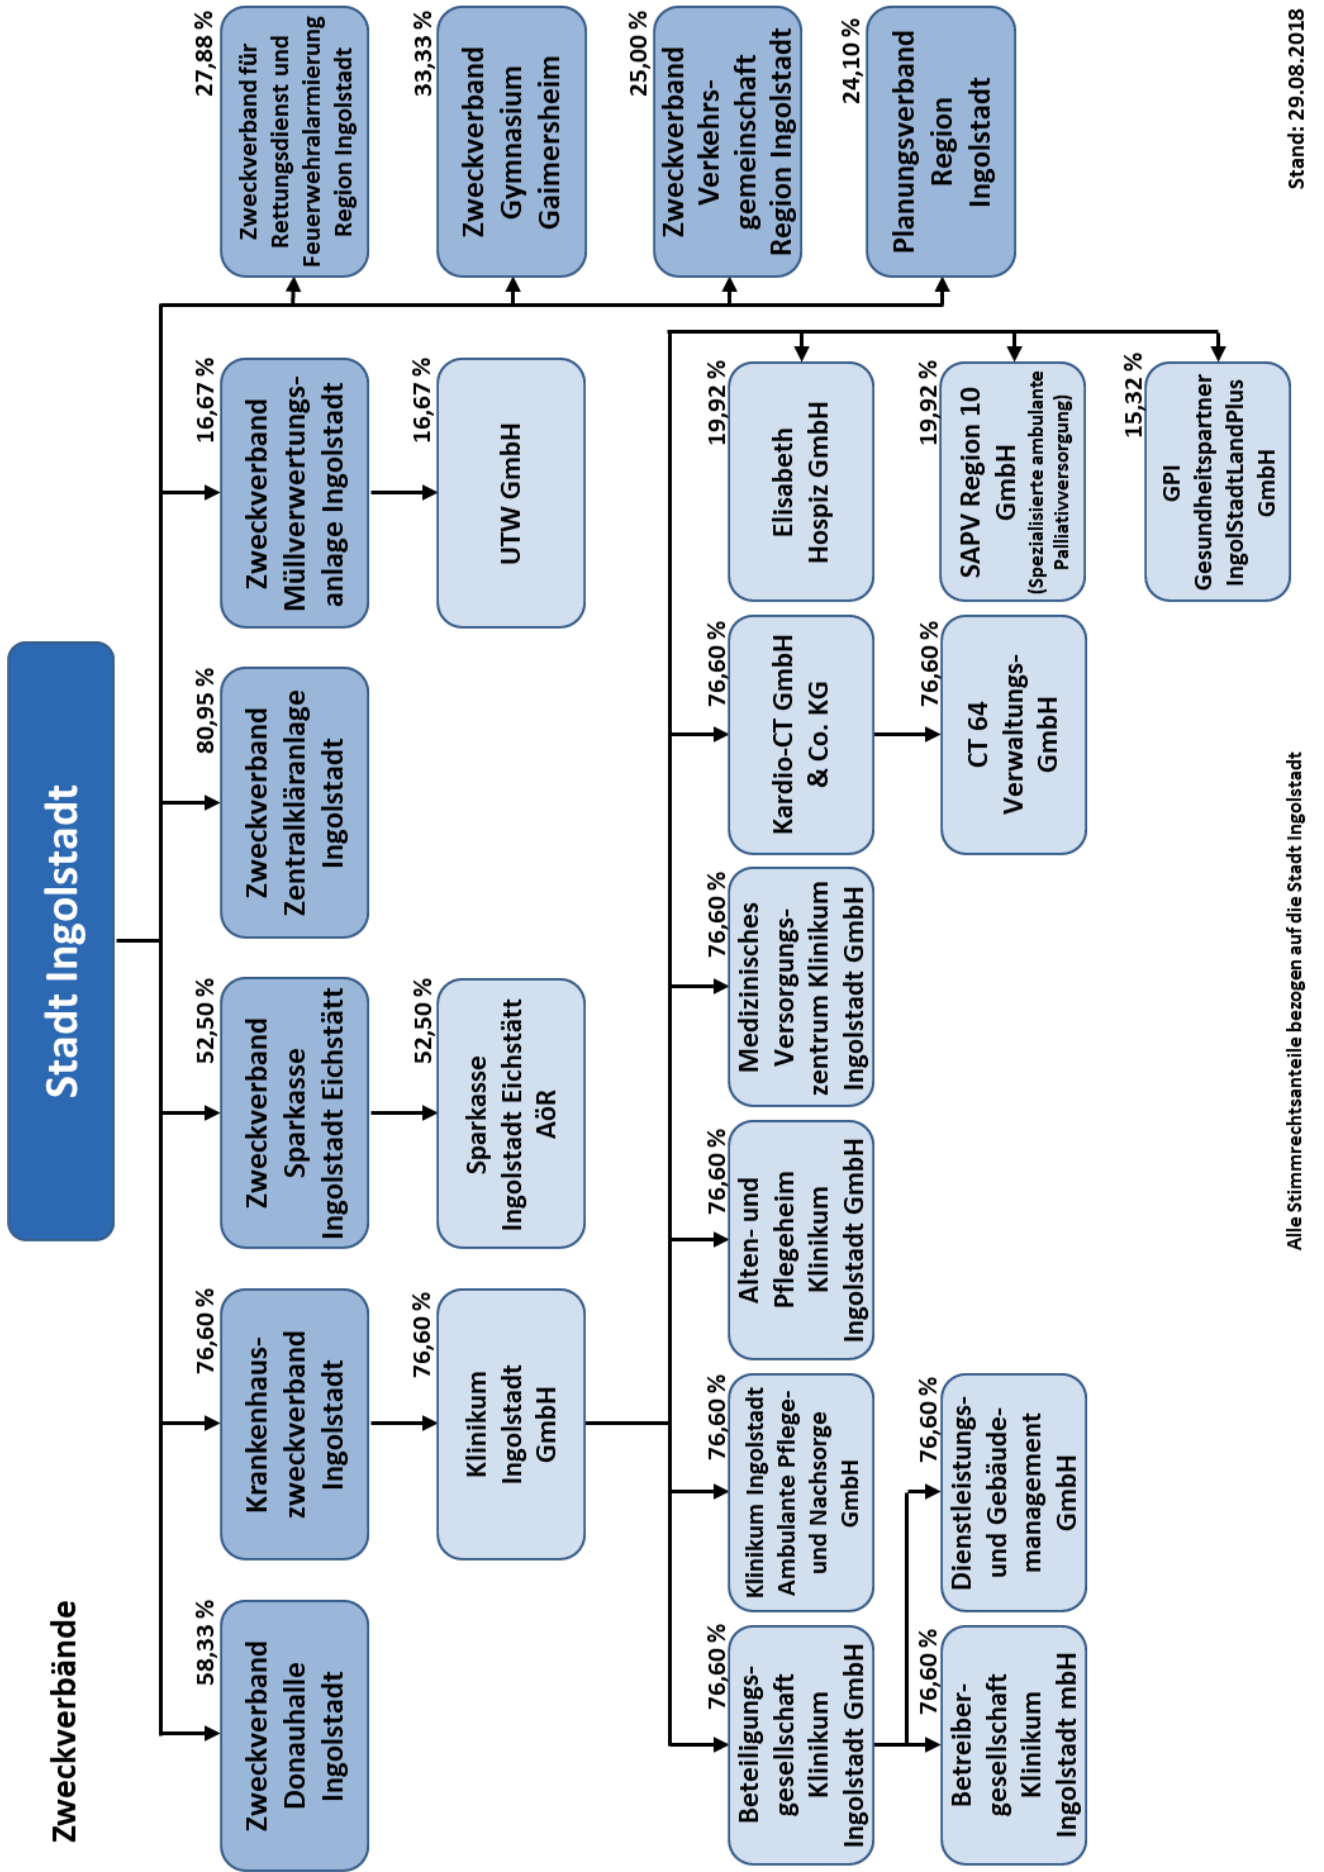 Zweckverbände
Stadt Ingolstadt
58,33 %
Zweckverband
Donauhalle
Ingolstadt
76,60 %
Krankenhaus-
zweckverband
Ingolstadt
52,50 %
Zweckverband
Sparkasse
Ingolstadt Eichstätt
80,95 %
Zweckverband
Zentralkläranlage
Ingolstadt
16,67 %
Zweckverband
Müllverwertungs-
anlage Ingolstadt
27,88 %
Zweckverband für
Rettungsdienst und
Feuerwehralarmierung
Region Ingolstadt
76,60 %
Klinikum
Ingolstadt
GmbH
52,50 %
Sparkasse
Ingolstadt Eichstätt
AöR
16,67 %
UTW GmbH
33,33 %
Zweckverband
Gymnasium
Gaimersheim
25,00 %
Zweckverband
Verkehrs-
gemeinschaft
Region Ingolstadt
76,60 %
Beteiligungs-
gesellschaft
Klinikum
Ingolstadt GmbH
76,60 %
Klinikum Ingolstadt
Ambulante Pflege-
und Nachsorge
GmbH
76,60 %
Alten- und
Pflegeheim
Klinikum
Ingolstadt GmbH
76,60 %
Medizinisches
Versorgungs-
zentrum Klinikum
Ingolstadt GmbH
76,60 %
Kardio-CT GmbH
& Co. KG
19,92 %
Elisabeth
Hospiz GmbH
24,10 %
Planungsverband
Region
Ingolstadt
76,60 %
Betreiber-
gesellschaft
Klinikum
Ingolstadt mbH
76,60 %
Dienstleistungs-
und Gebäude-
management
GmbH
76,60 %
CT 64
Verwaltungs-
GmbH
19,92 %
SAPV Region 10
GmbH
(Spezialisierte ambulante
Palliativversorgung)
15,32 %
GPI
Gesundheitspartner
IngolStadtLandPlus
GmbH
Alle Stimmrechtsanteile bezogen auf die Stadt Ingolstadt
Stand: 29.08.2018